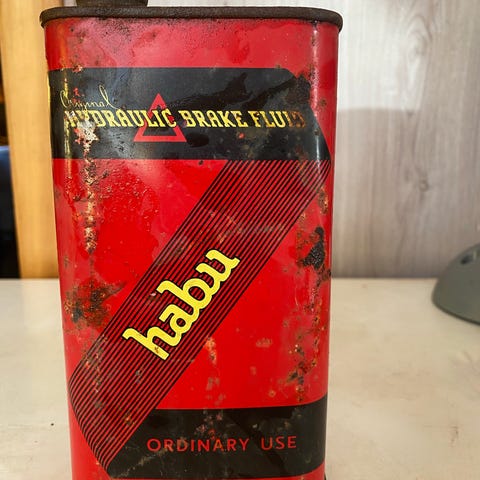 Original
HYDRAULIC BRAKE FLUID
habu
ORDINARY USE